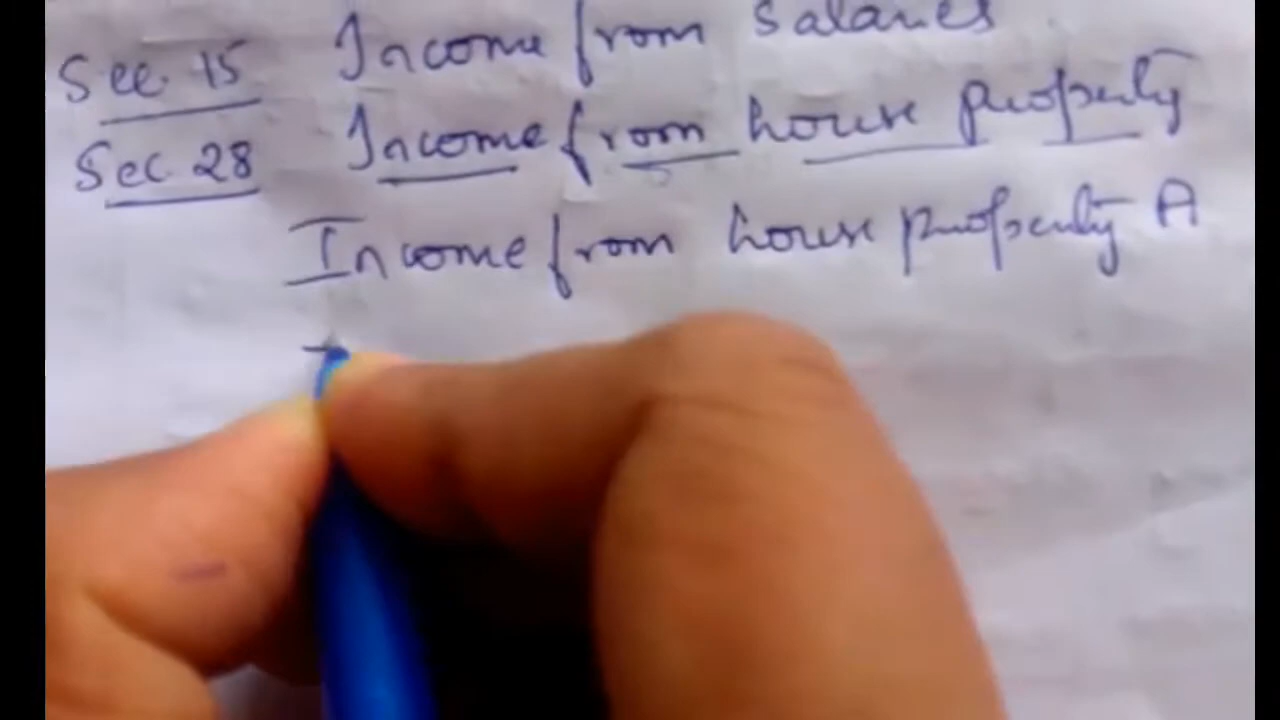 Sec. 15 Income from Salaries
Sec 28 Income from house property
Income from house property A